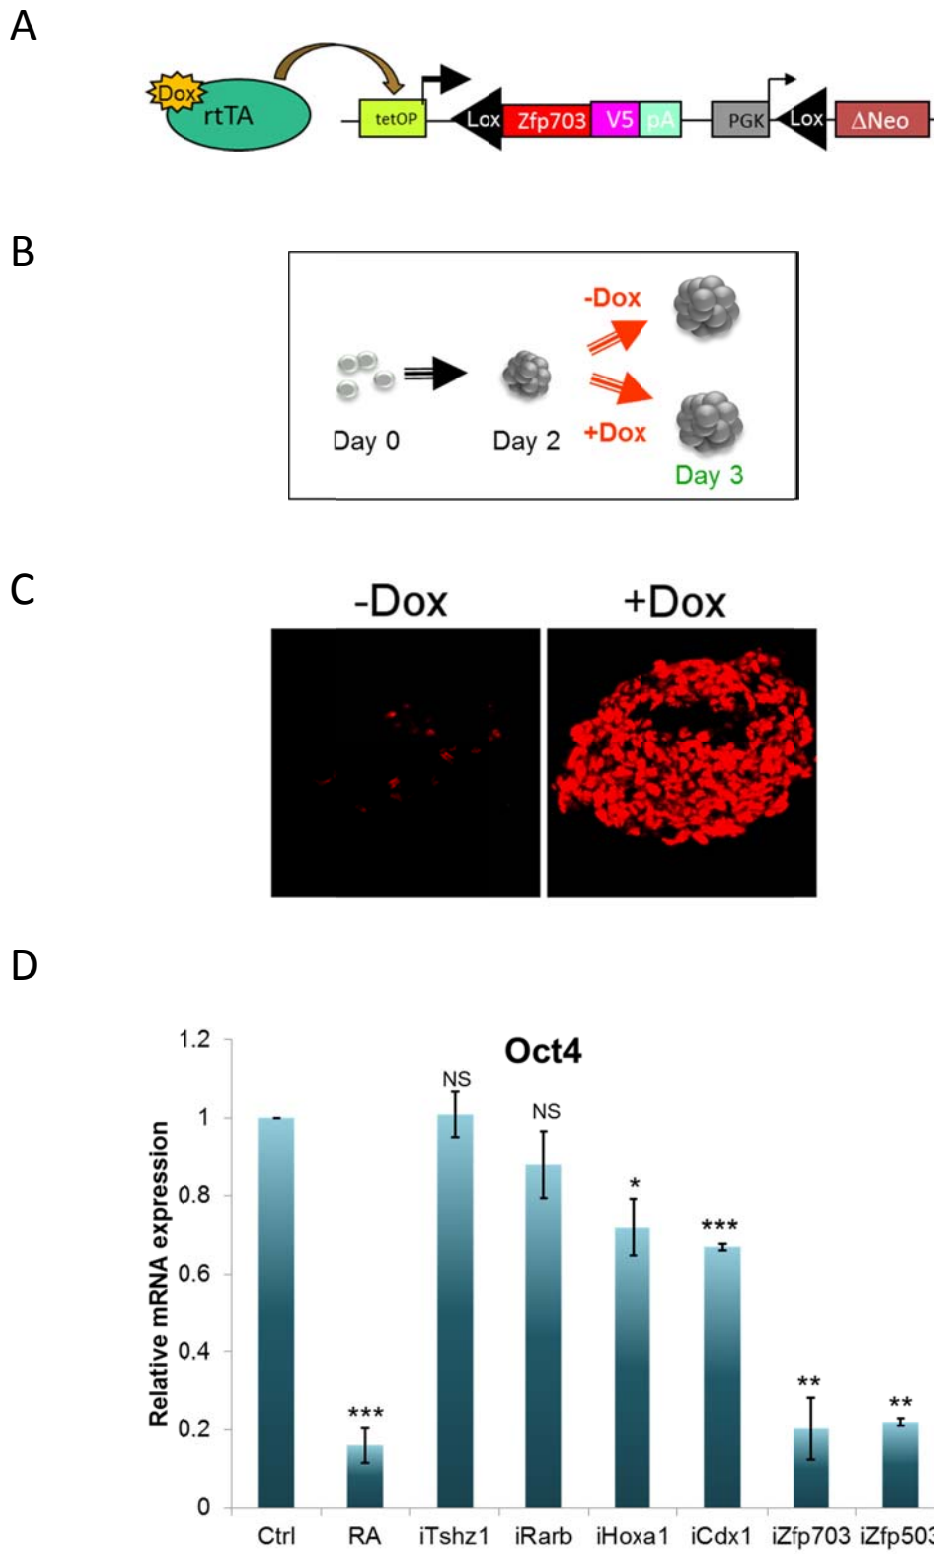 A
Dox
rtTA
tetOP
Lox
Zfp703
V5
pA
PGK
Lox
ΔNeo
B
-Dox
+Dox
Day 0
Day 2
Day 3
C
-Dox
+Dox
D
Oct4
Relative mRNA expression
1.2
1
0.8
0.6
0.4
0.2
0
***
NS
NS
*
***
**
**
Ctrl
RA
iTshz1
iRarb
iHoxa1
iCdx1
iZfp703
iZfp503